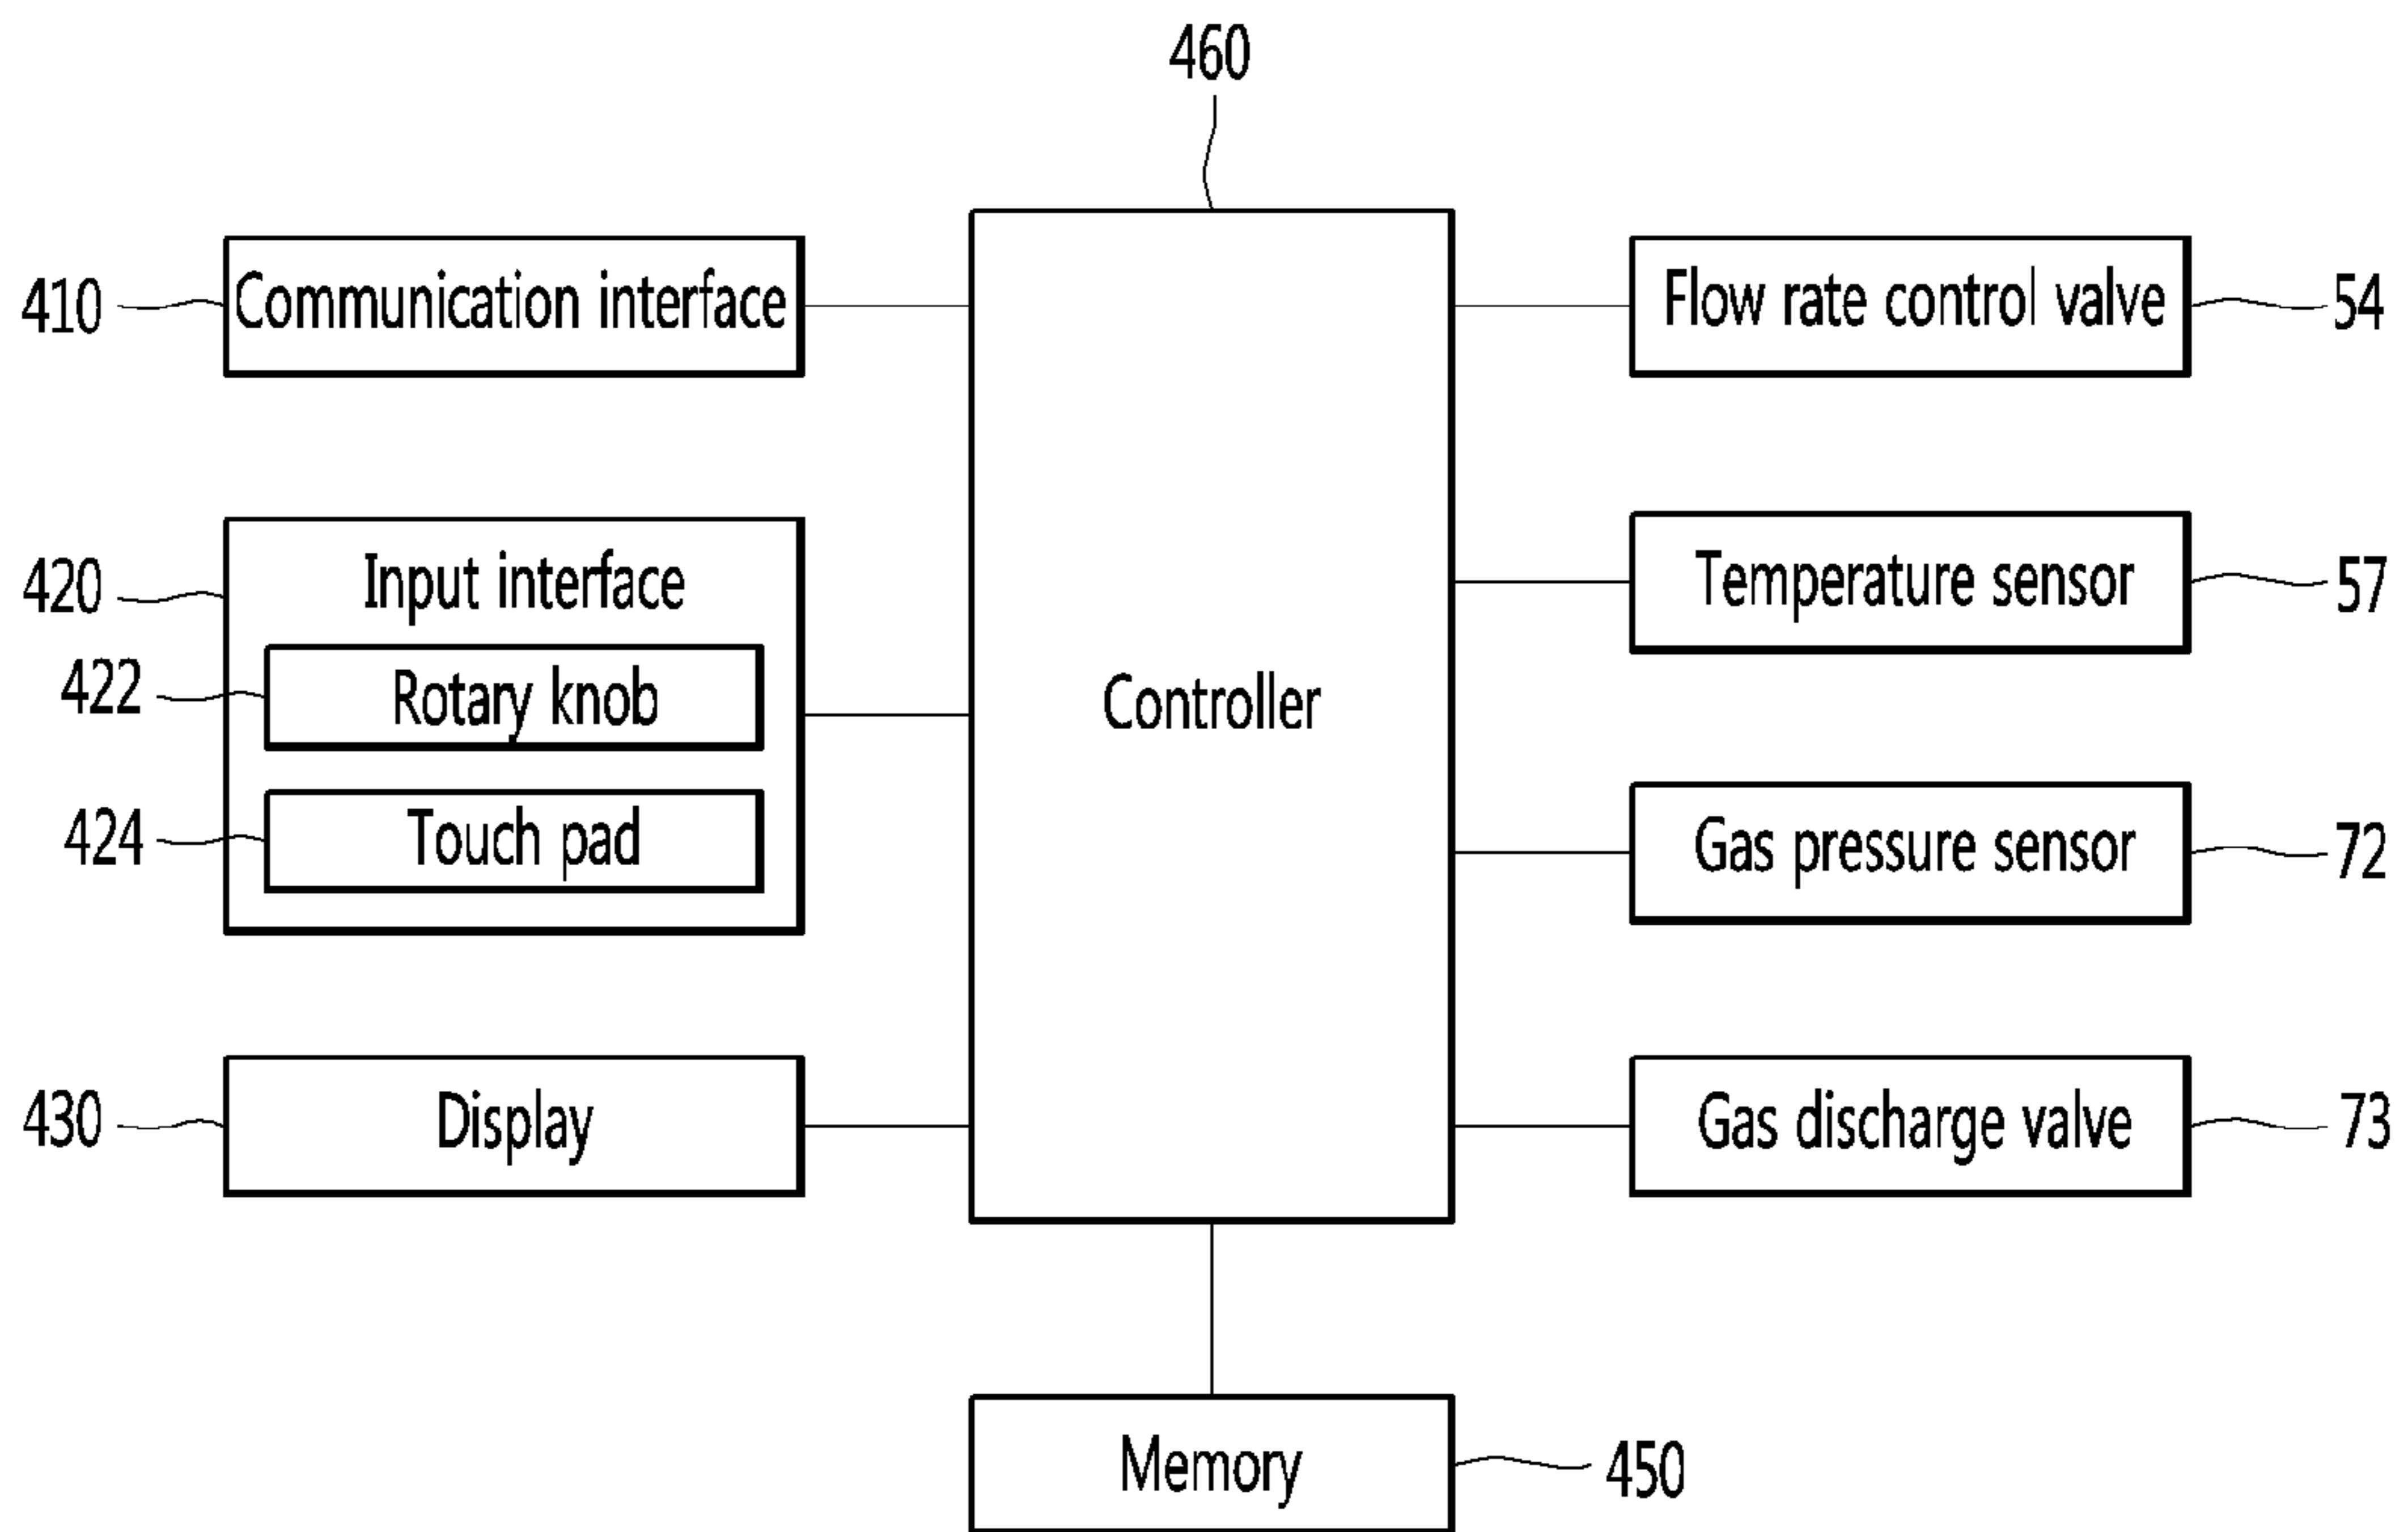 460
410
Communication interface
Flow rate control valve
54
420
Input interface
Temperature sensor
57
422
Rotary knob
Controller
424
Touch pad
Gas pressure sensor
72
430
Display
Gas discharge valve
73
Memory
450